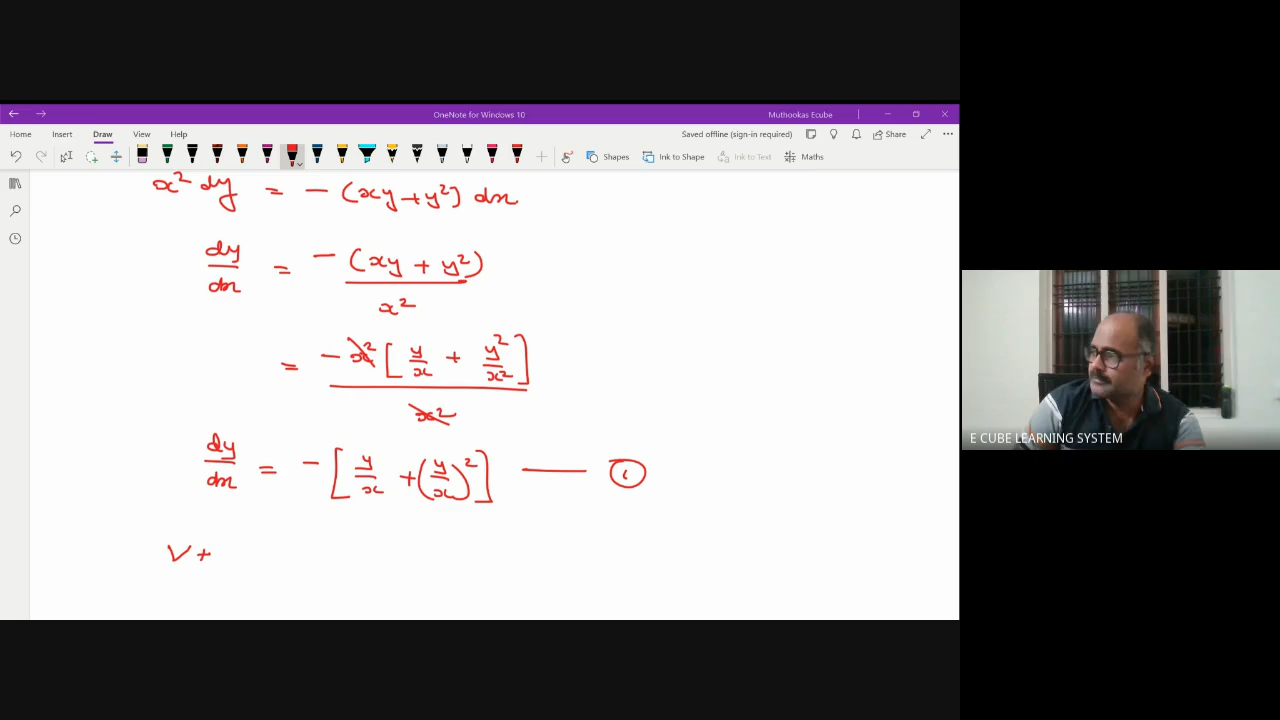 OneNote for Windows 10
Muthookas Ecube
Home Insert Draw View Help
Saved offline (sign-in required) Share
Shapes Ink to Shape Ink to Text Maths
x² dy = - (xy + y²) dx
dy/dx = - (xy + y²) / x²
= - x² [ y/x + y²/x² ] / x²
dy/dx = - [ y/x + (y/x)² ] —— ①
V +
E CUBE LEARNING SYSTEM